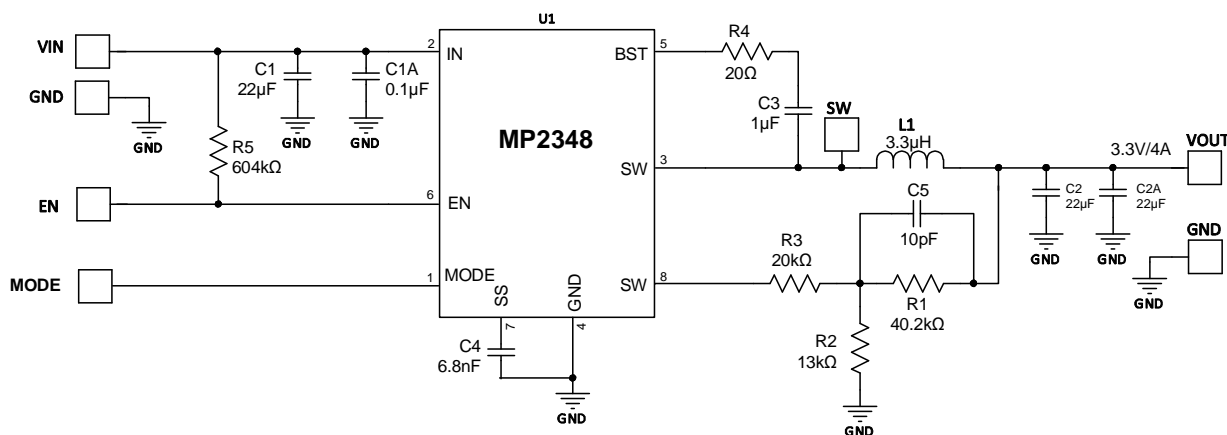 U1
VIN
2
IN
BST
5
R4
20Ω
C1
22µF
C1A
0.1µF
GND
GND
GND
GND
R5
604kΩ
MP2348
C3
1µF
SW
L1
3.3µH
3.3V/4A
VOUT
SW
3
C2
22µF
C2A
22µF
GND
GND
EN
6
EN
C5
10pF
GND
GND
R3
20kΩ
MODE
1
MODE
SW
8
R1
40.2kΩ
SS
GND
7
4
C4
6.8nF
R2
13kΩ
GND
GND